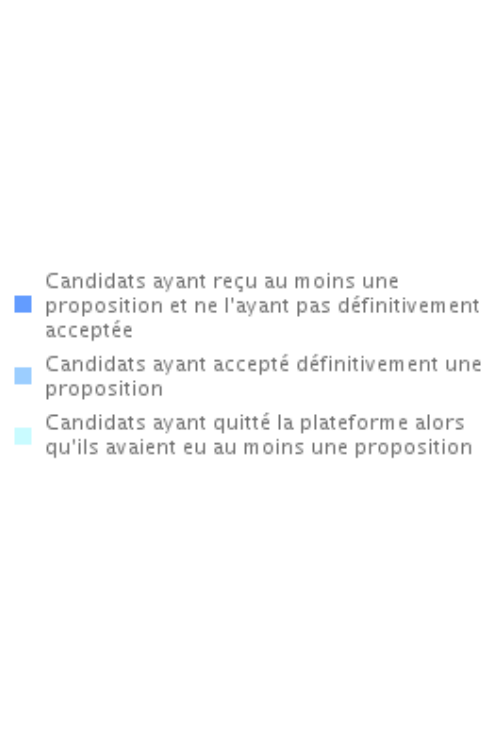 Candidats ayant reçu au moins une
proposition et ne l'ayant pas définitivement
acceptée
Candidats ayant accepté définitivement une
proposition
Candidats ayant quitté la plateforme alors
qu'ils avaient eu au moins une proposition